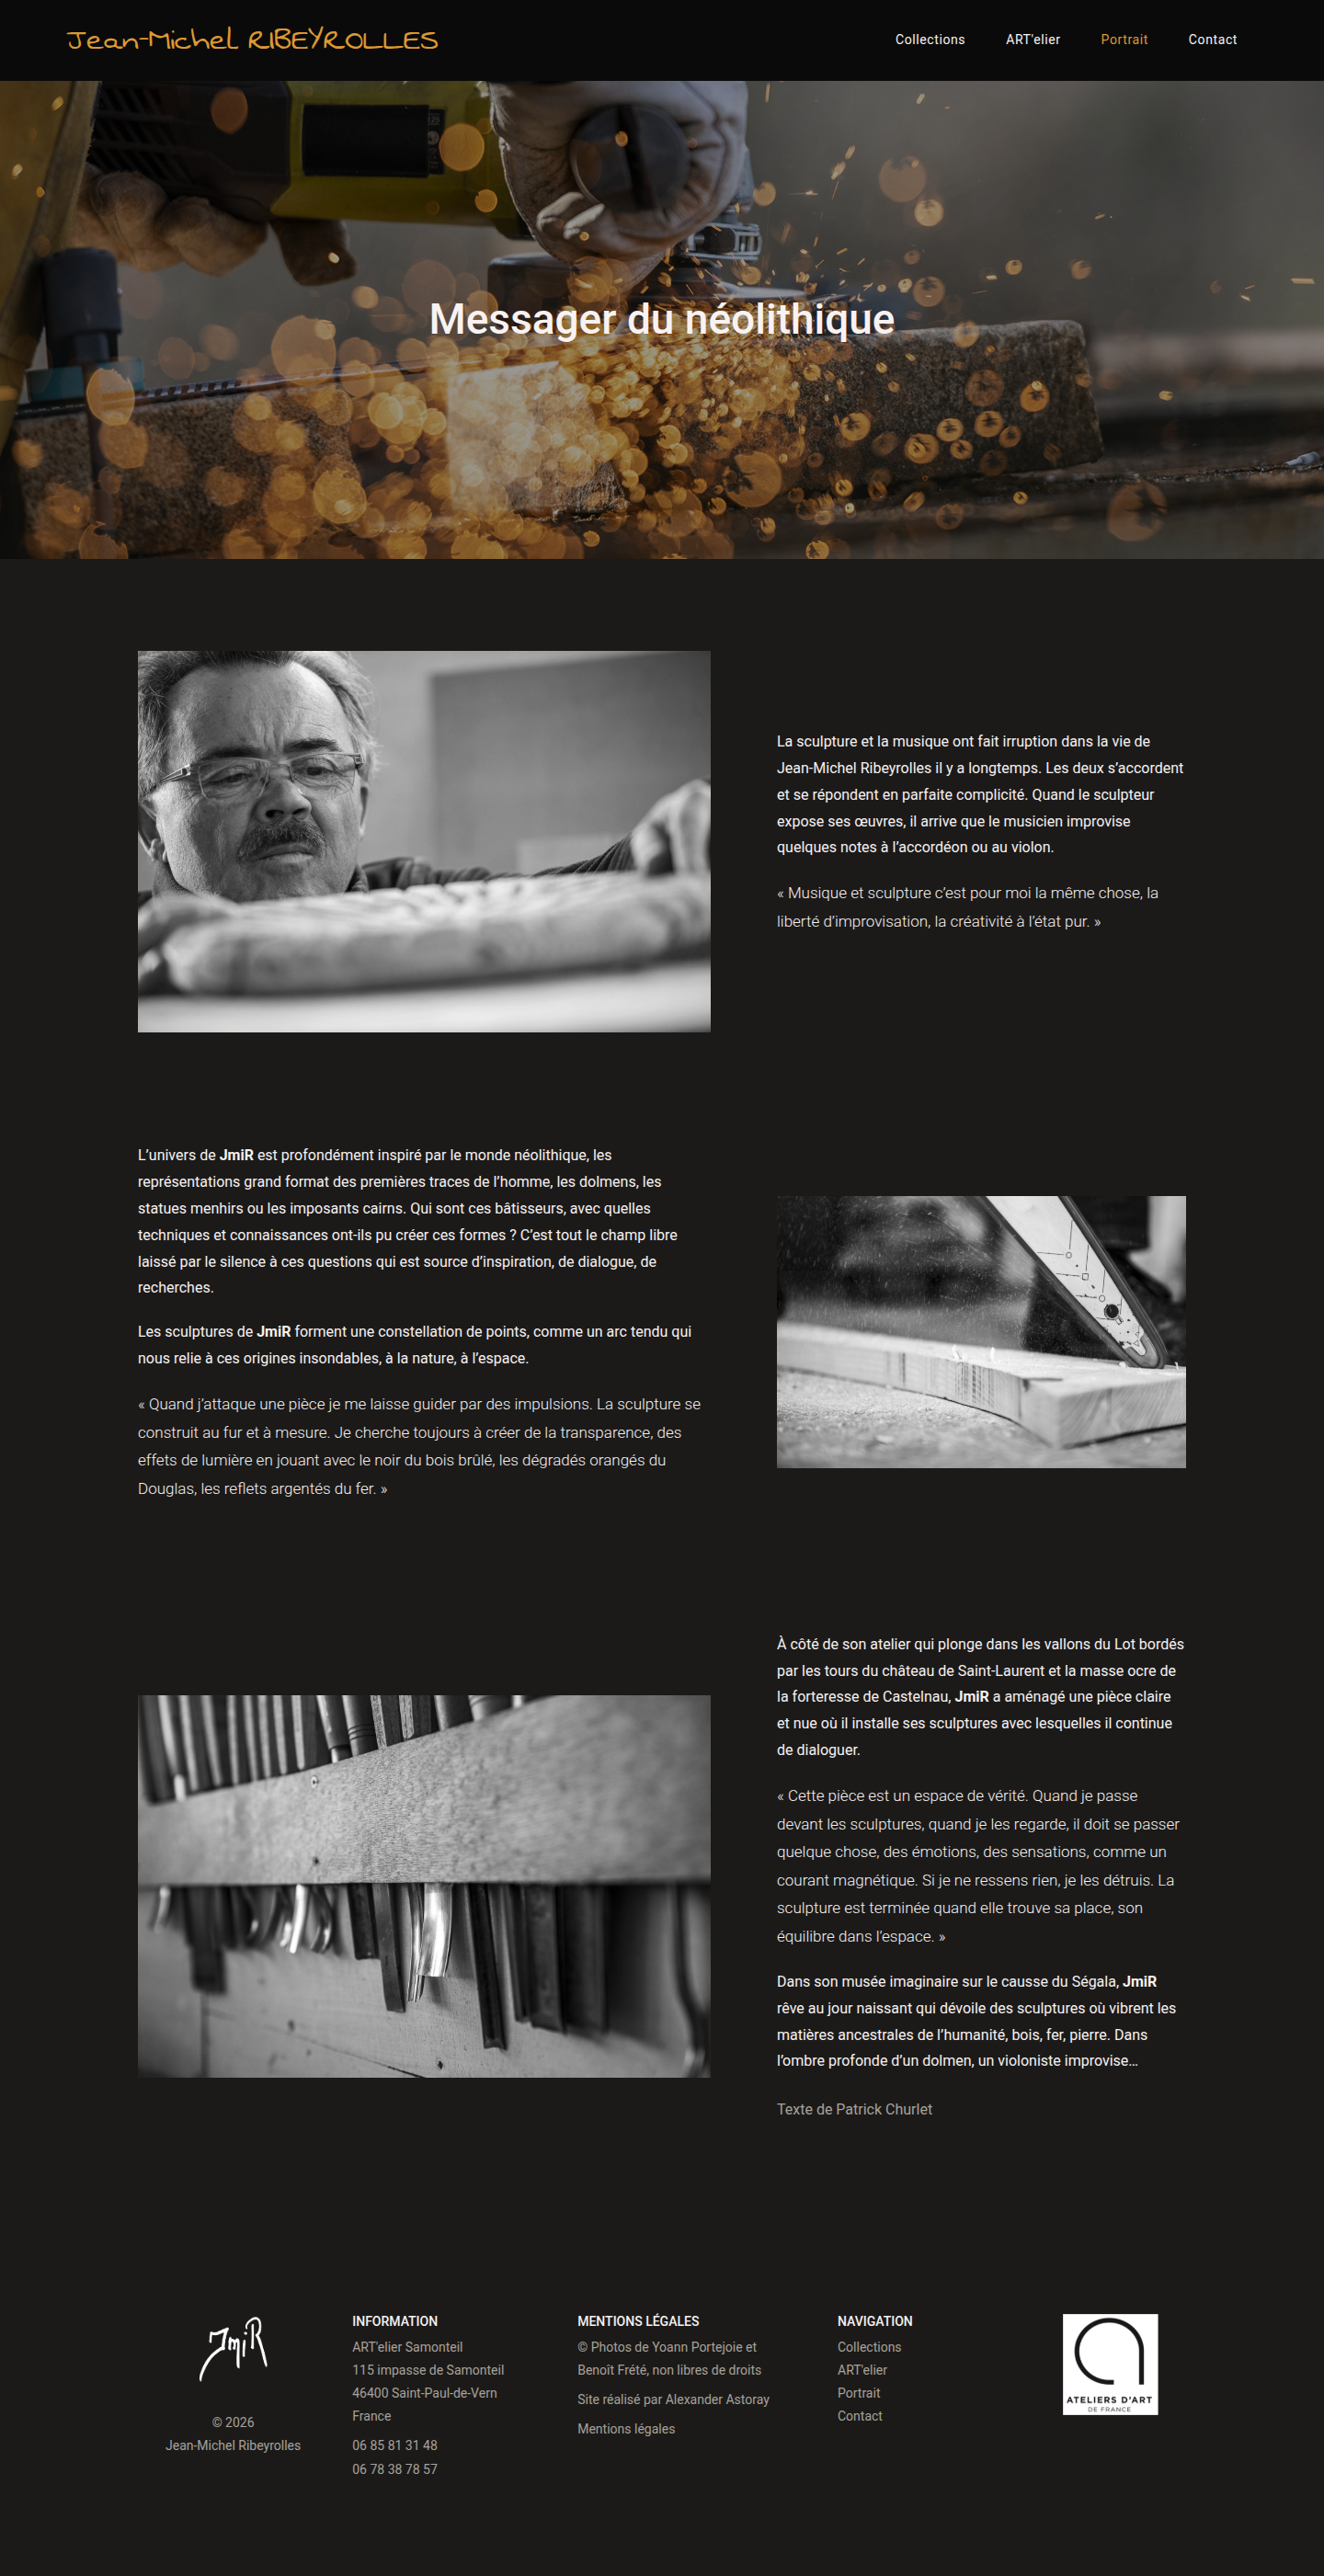 Jean-Michel RIBEYROLLES
Collections
ART'elier
Portrait
Contact
Messager du néolithique
La sculpture et la musique ont fait irruption dans la vie de
Jean-Michel Ribeyrolles il y a longtemps. Les deux s’accordent
et se répondent en parfaite complicité. Quand le sculpteur
expose ses œuvres, il arrive que le musicien improvise
quelques notes à l’accordéon ou au violon.
« Musique et sculpture c’est pour moi la même chose, la
liberté d’improvisation, la créativité à l’état pur. »
L’univers de JmiR est profondément inspiré par le monde néolithique, les
représentations grand format des premières traces de l’homme, les dolmens, les
statues menhirs ou les imposants cairns. Qui sont ces bâtisseurs, avec quelles
techniques et connaissances ont-ils pu créer ces formes ? C’est tout le champ libre
laissé par le silence à ces questions qui est source d’inspiration, de dialogue, de
recherches.
Les sculptures de JmiR forment une constellation de points, comme un arc tendu qui
nous relie à ces origines insondables, à la nature, à l’espace.
« Quand j’attaque une pièce je me laisse guider par des impulsions. La sculpture se
construit au fur et à mesure. Je cherche toujours à créer de la transparence, des
effets de lumière en jouant avec le noir du bois brûlé, les dégradés orangés du
Douglas, les reflets argentés du fer. »
À côté de son atelier qui plonge dans les vallons du Lot bordés
par les tours du château de Saint-Laurent et la masse ocre de
la forteresse de Castelnau, JmiR a aménagé une pièce claire
et nue où il installe ses sculptures avec lesquelles il continue
de dialoguer.
« Cette pièce est un espace de vérité. Quand je passe
devant les sculptures, quand je les regarde, il doit se passer
quelque chose, des émotions, des sensations, comme un
courant magnétique. Si je ne ressens rien, je les détruis. La
sculpture est terminée quand elle trouve sa place, son
équilibre dans l’espace. »
Dans son musée imaginaire sur le causse du Ségala, JmiR
rêve au jour naissant qui dévoile des sculptures où vibrent les
matières ancestrales de l’humanité, bois, fer, pierre. Dans
l’ombre profonde d’un dolmen, un violoniste improvise…
Texte de Patrick Churlet
JmiR
© 2026
Jean-Michel Ribeyrolles
INFORMATION
ART'elier Samonteil
115 impasse de Samonteil
46400 Saint-Paul-de-Vern
France
06 85 81 31 48
06 78 38 78 57
MENTIONS LÉGALES
© Photos de Yoann Portejoie et
Benoît Frété, non libres de droits
Site réalisé par Alexander Astoray
Mentions légales
NAVIGATION
Collections
ART'elier
Portrait
Contact
ATELIERS D'ART
DE FRANCE